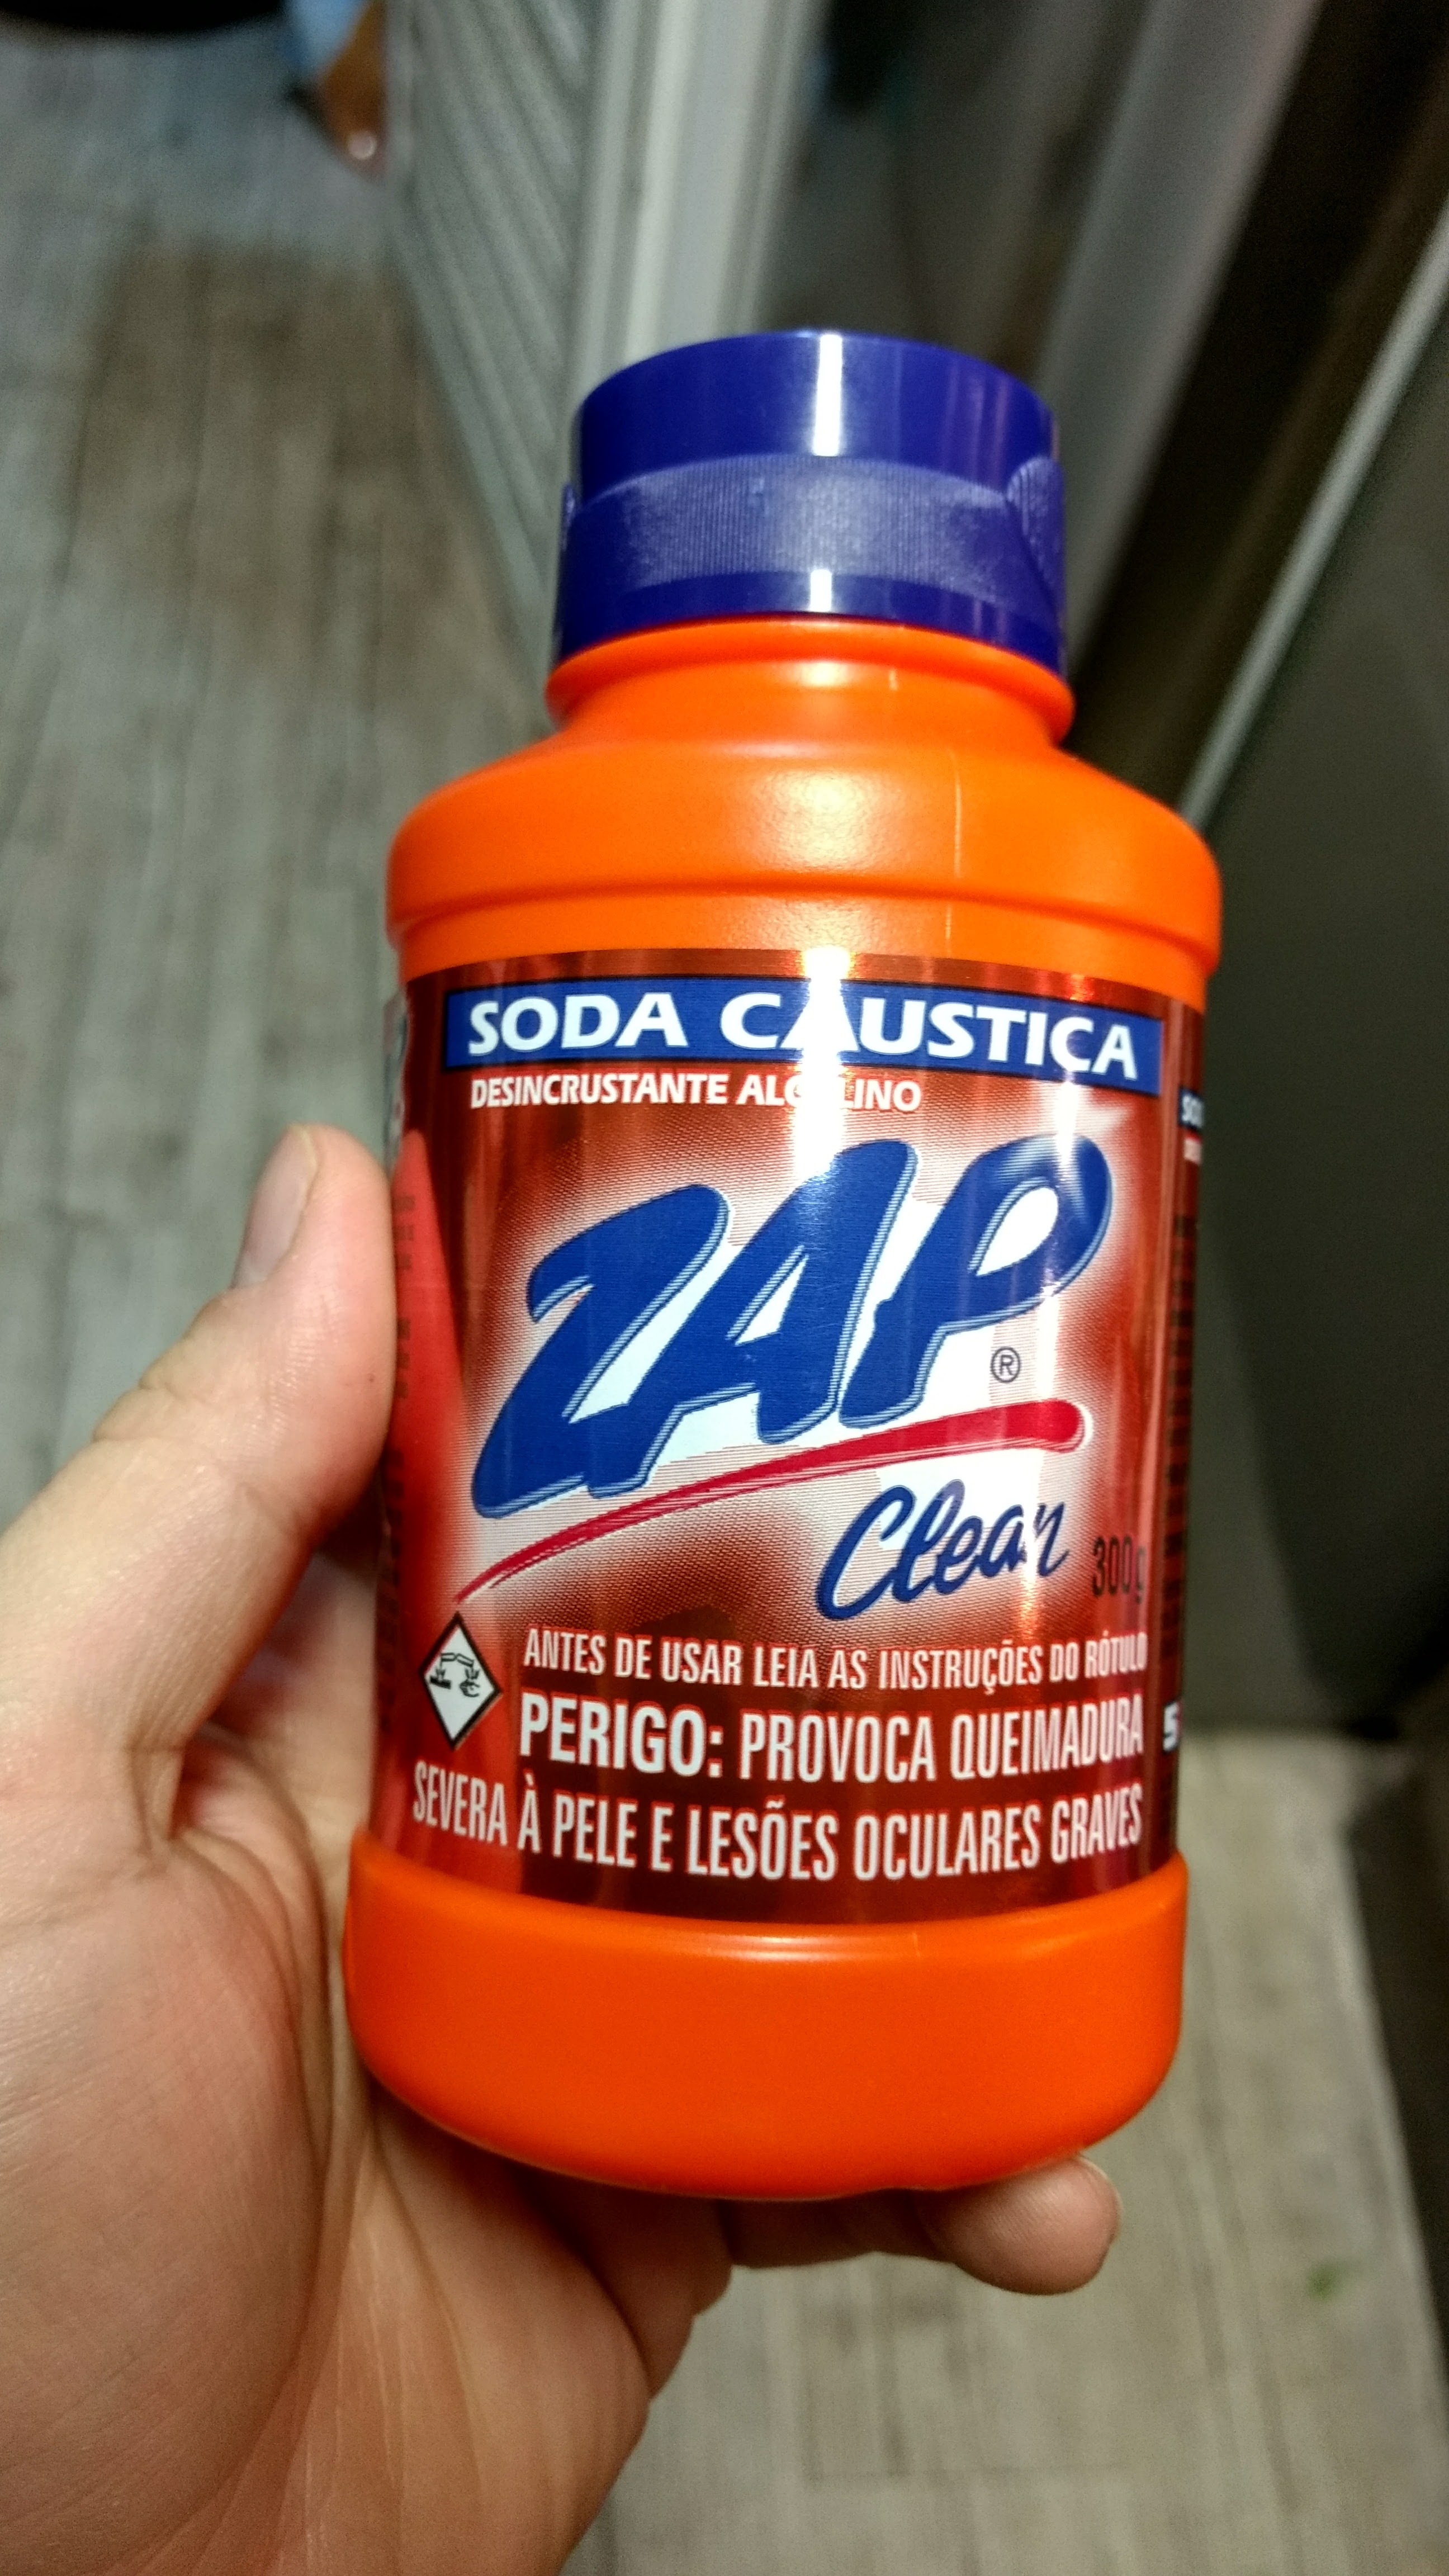 SODA CAUSTICA
DESINCRUSTANTE ALCALINO
ZAP
®
Clean
300g
ANTES DE USAR LEIA AS INSTRUÇÕES DO RÓTULO
PERIGO: PROVOCA QUEIMADURA
SEVERA À PELE E LESÕES OCULARES GRAVES